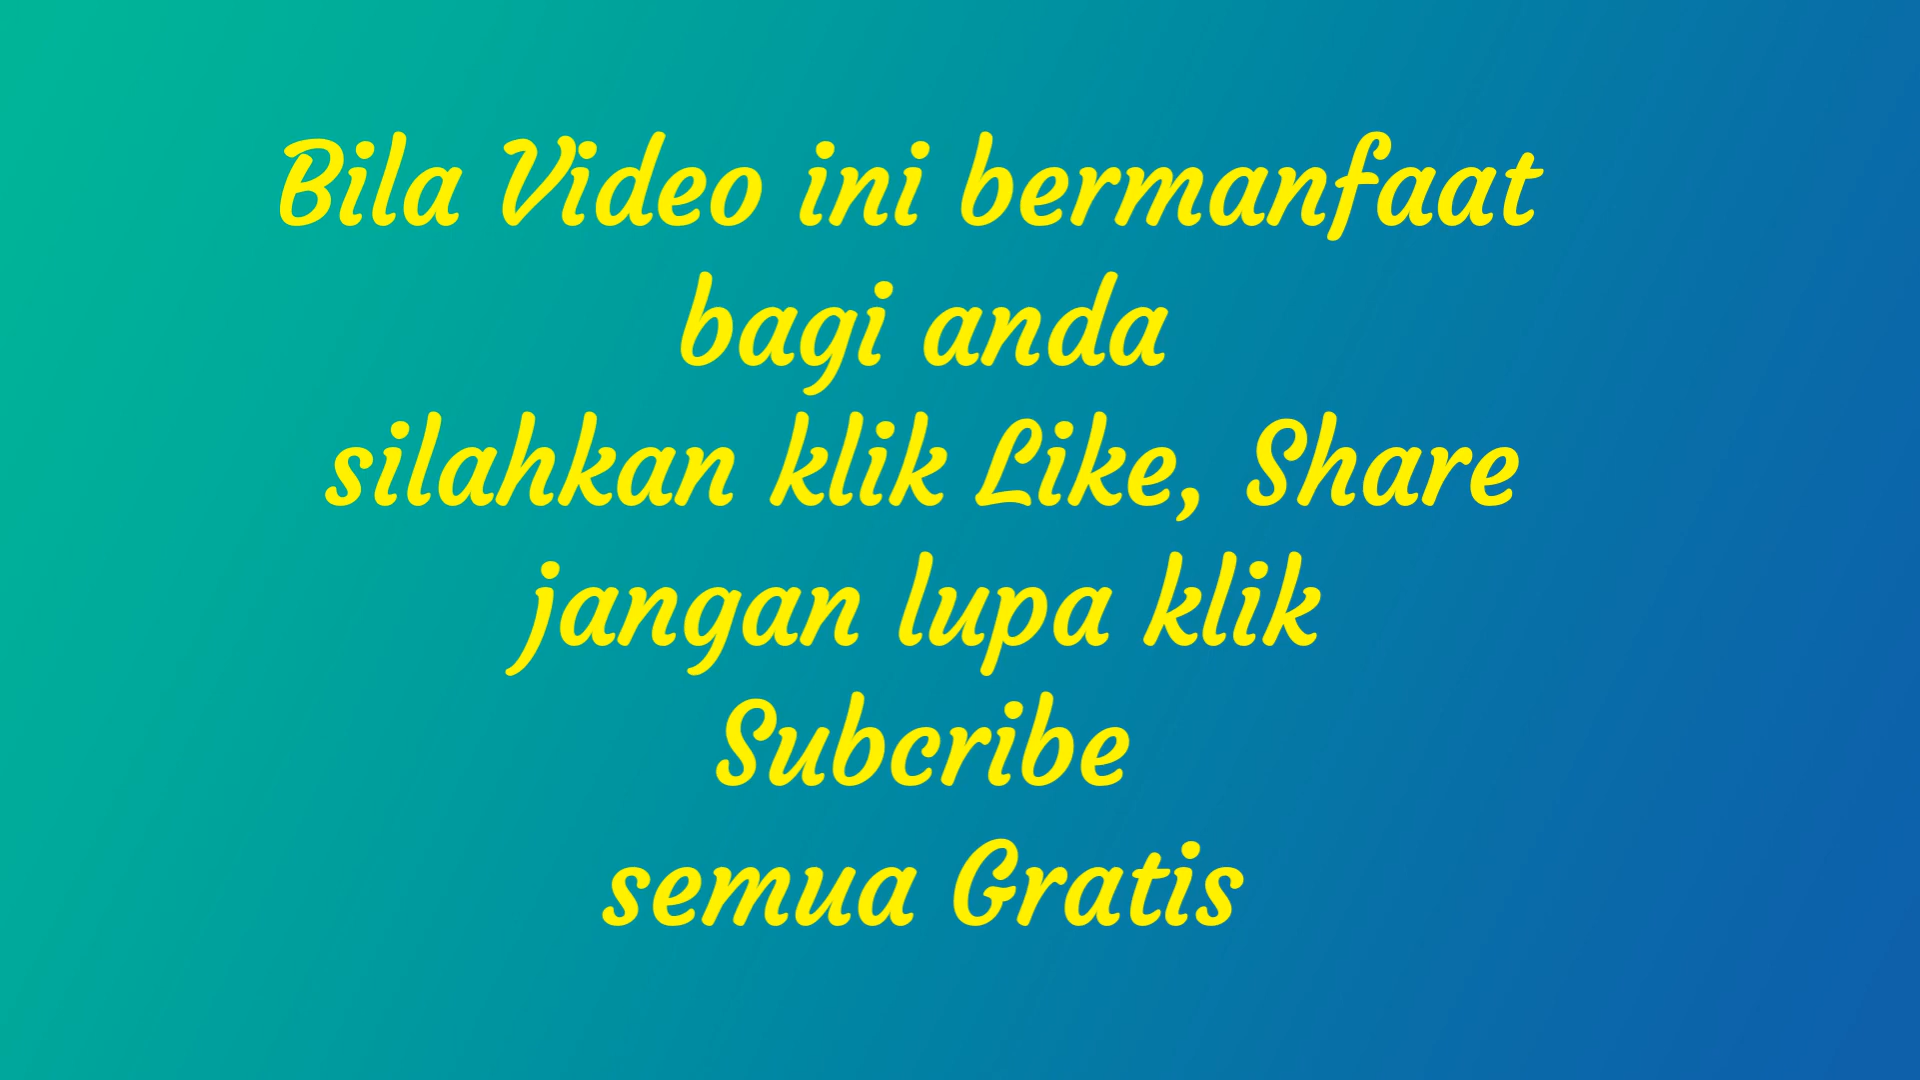 Bila Video ini bermanfaat
bagi anda
silahkan klik Like, Share
jangan lupa klik
Subcribe
semua Gratis